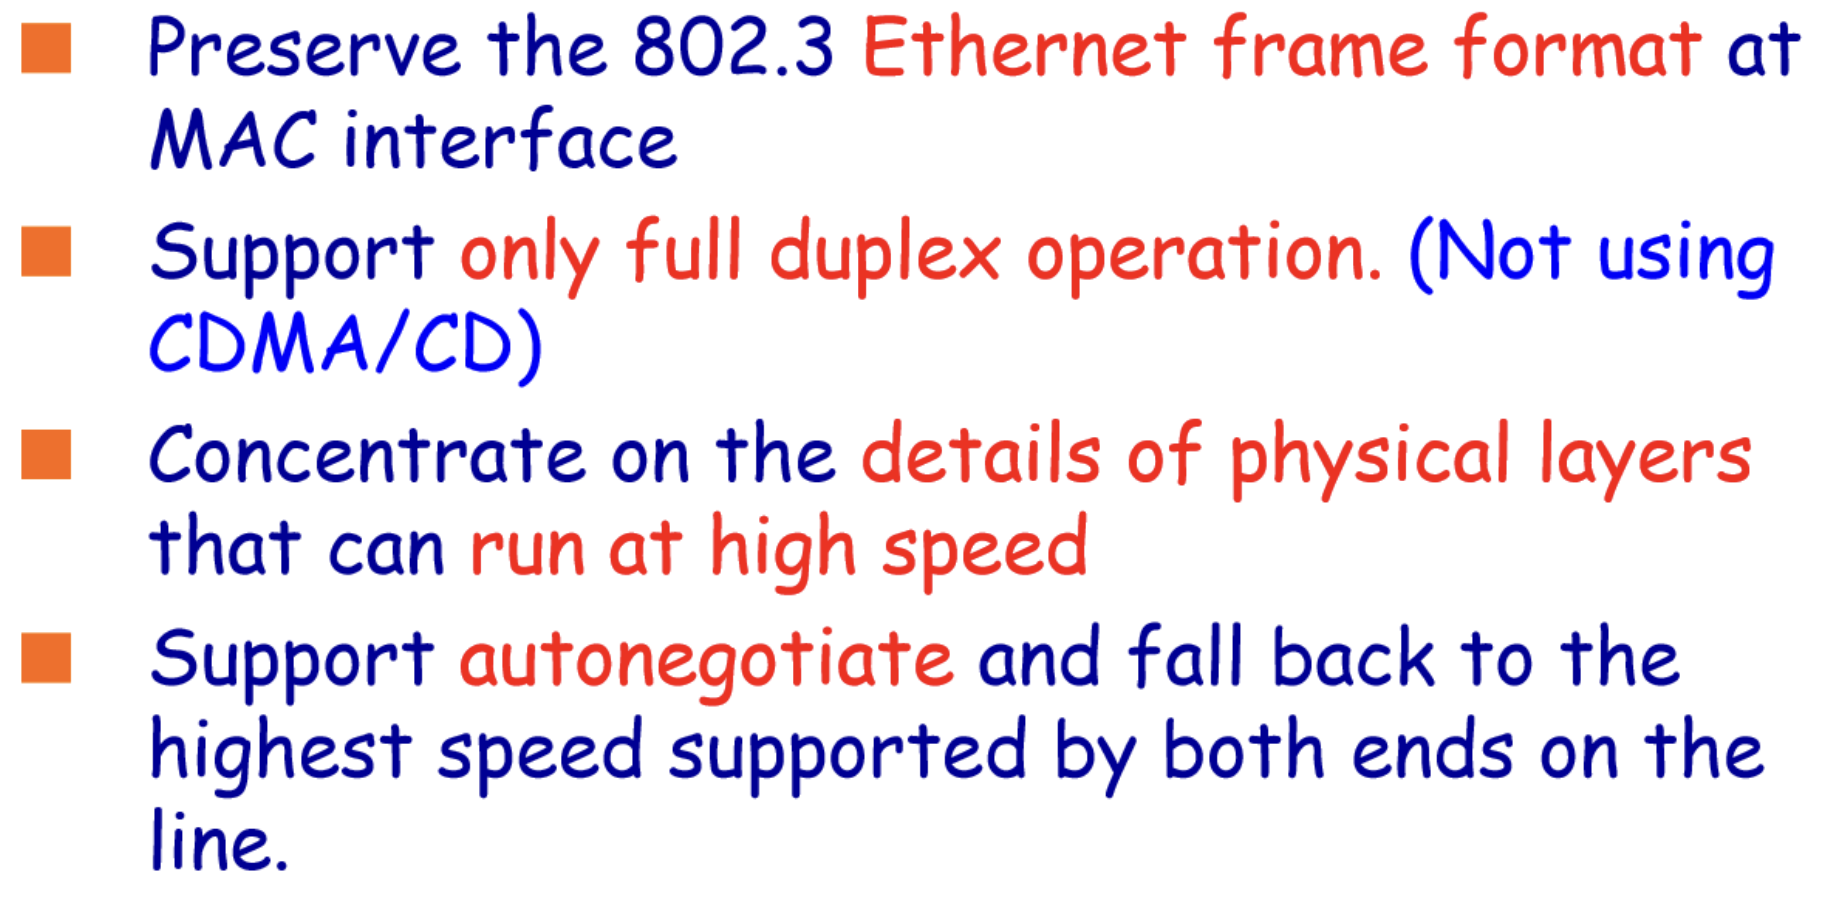 Preserve the 802.3 Ethernet frame format at
MAC interface
Support only full duplex operation. (Not using
CDMA/CD)
Concentrate on the details of physical layers
that can run at high speed
Support autonegotiate and fall back to the
highest speed supported by both ends on the
line.